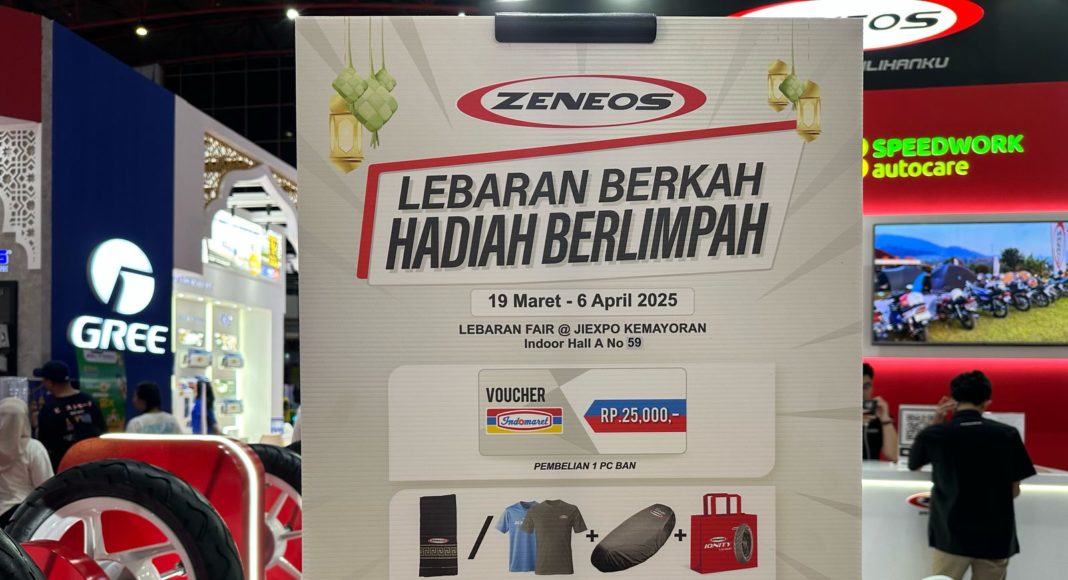 ZENEOS
LEBARAN BERKAH
HADIAH BERLIMPAH
19 Maret - 6 April 2025
LEBARAN FAIR @ JIEXPO KEMAYORAN
Indoor Hall A No 59
VOUCHER
Indomaret
RP.25,000,-
PEMBELIAN 1 PC BAN
IONITY
GREE
SPEEDWORK
autocare